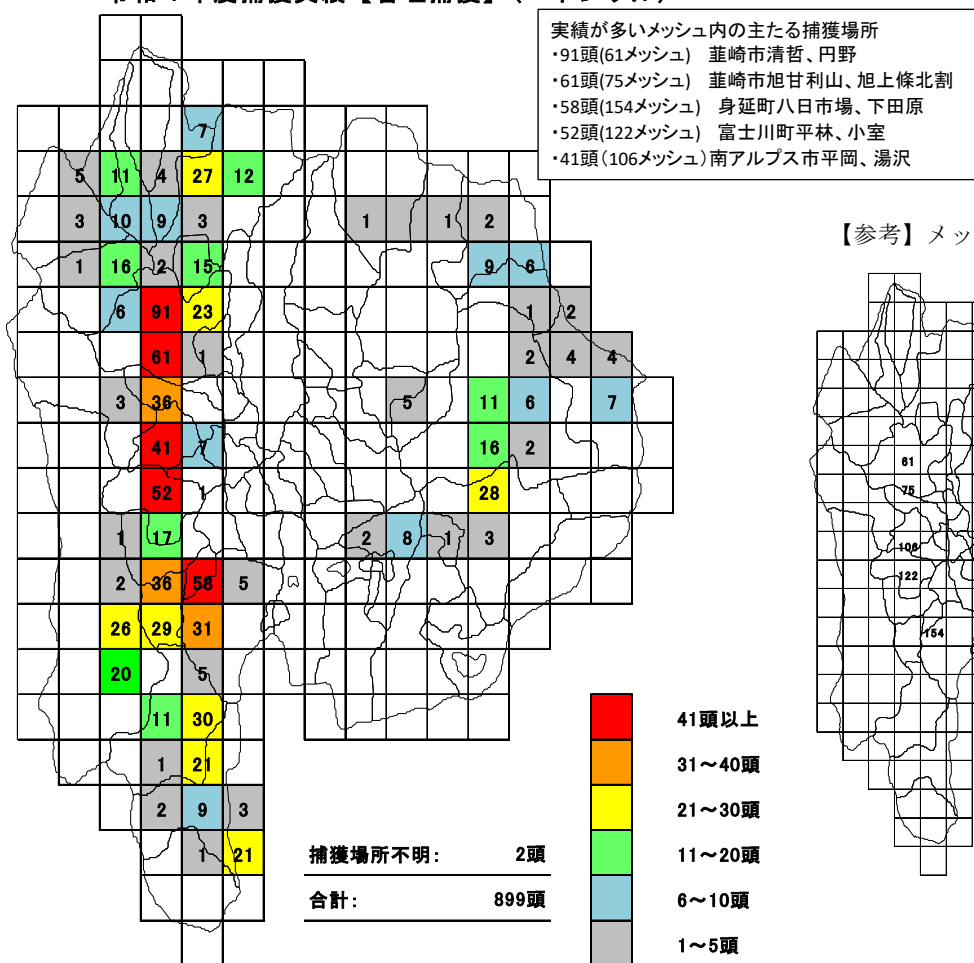 実績が多いメッシュ内の主たる捕獲場所
・91頭(61メッシュ) 韮崎市清哲、円野
・61頭(75メッシュ) 韮崎市旭甘利山、旭上條北割
・58頭(154メッシュ) 身延町八日市場、下田原
・52頭(122メッシュ) 富士川町平林、小室
・41頭(106メッシュ)南アルプス市平岡、湯沢
【参考】メッ
7
5 11 4 27 12
3 10 9 3 1 1 2
1 16 2 15 9 6
6 91 23 1 2
61 1 2 4 4
3 36 5 11 6 7
41 7 16 2
52 1 28
1 17 2 8 1 3
2 36 58 5
26 29 31
20 5
11 30
1 21
2 9 3
1 21
61
75
106
122
154
捕獲場所不明: 2頭
合計: 899頭
41頭以上
31～40頭
21～30頭
11～20頭
6～10頭
1～5頭